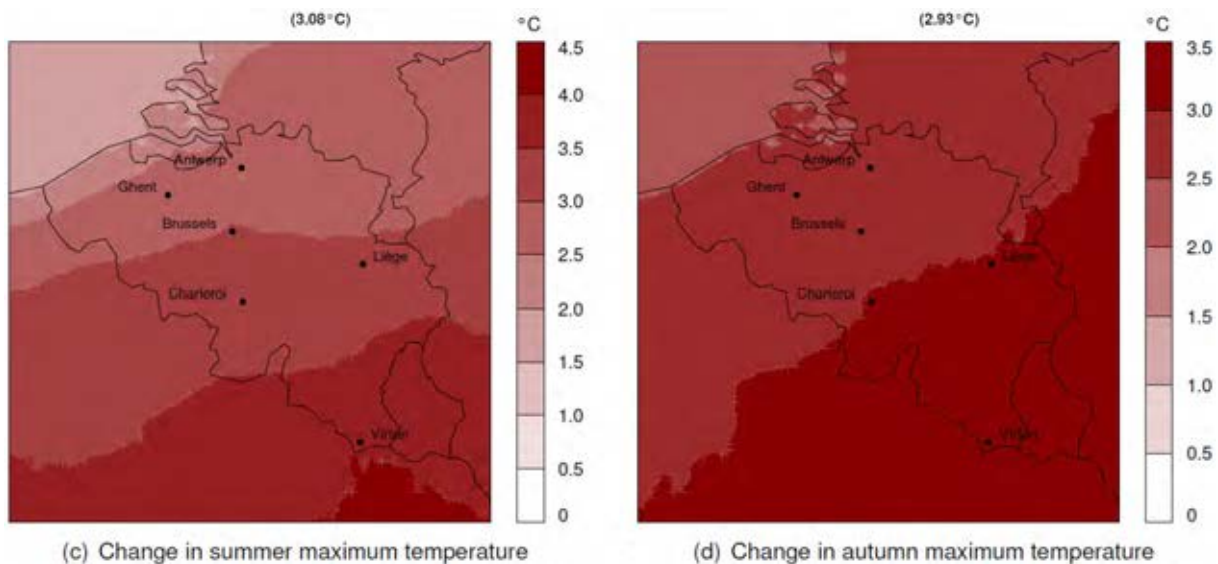 (3.08°C)
°C
4.5
4.0
3.5
3.0
2.5
2.0
1.5
1.0
0.5
0
Antwerp
Ghent
Brussels
Liège
Charleroi
Virton
(c) Change in summer maximum temperature
(2.93°C)
°C
3.5
3.0
2.5
2.0
1.5
1.0
0.5
0
Antwerp
Ghent
Brussels
Liège
Charleroi
Virton
(d) Change in autumn maximum temperature